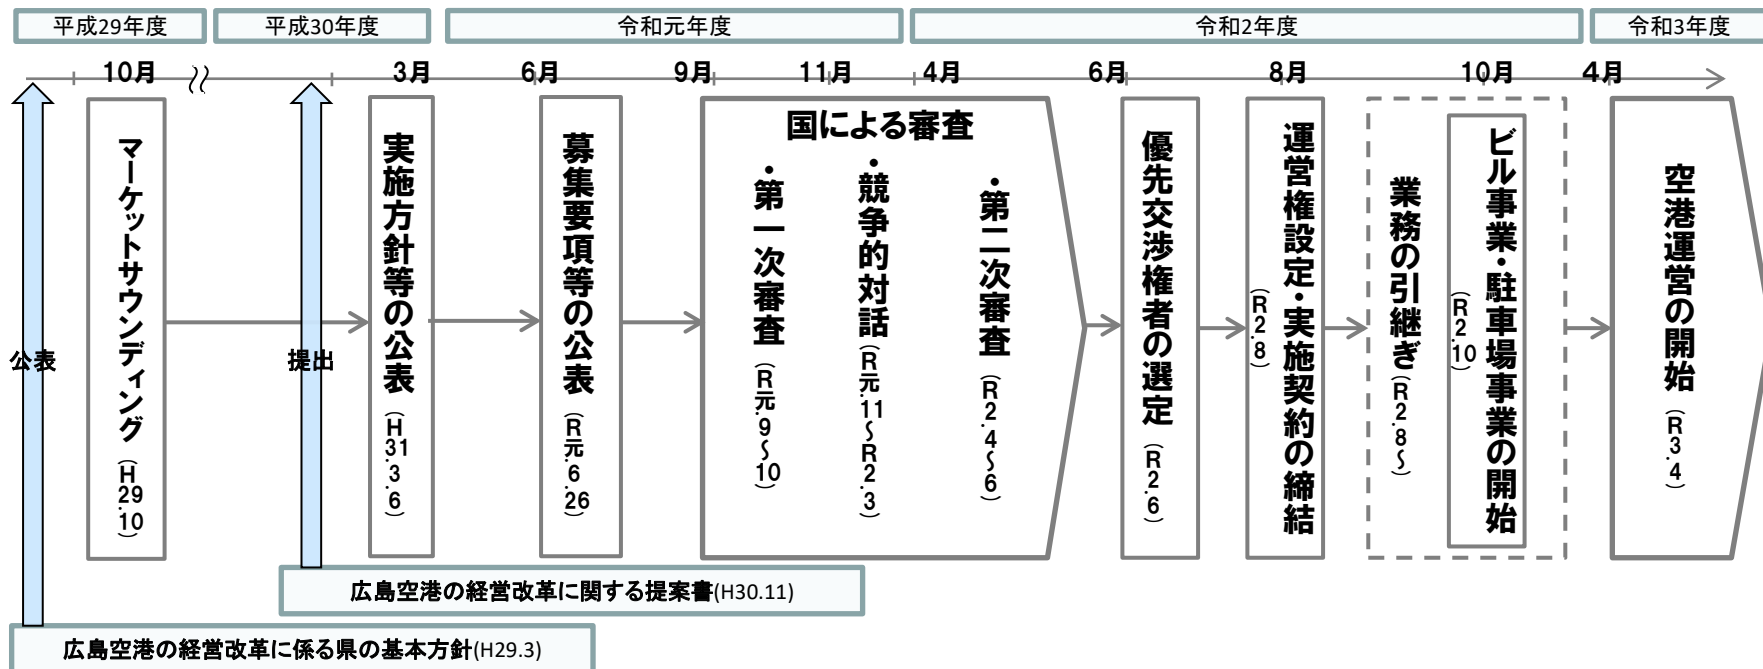 平成29年度
平成30年度
令和元年度
令和2年度
令和3年度
10月
3月
6月
9月
11月
4月
6月
8月
10月
4月
公表
マーケットサウンディング(H29.10)
提出
実施方針等の公表(H31.3.6)
募集要項等の公表(R元.6.26)
国による審査
・第一次審査(R元.9~10)
・競争的対話(R元.11~R2.3)
・第二次審査(R2.4~6)
優先交渉権者の選定(R2.6)
運営権設定・実施契約の締結
(R2.8)
業務の引継ぎ(R2.8~)
ビル事業・駐車場事業の開始
(R2.10)
空港運営の開始(R3.4)
広島空港の経営改革に関する提案書(H30.11)
広島空港の経営改革に係る県の基本方針(H29.3)